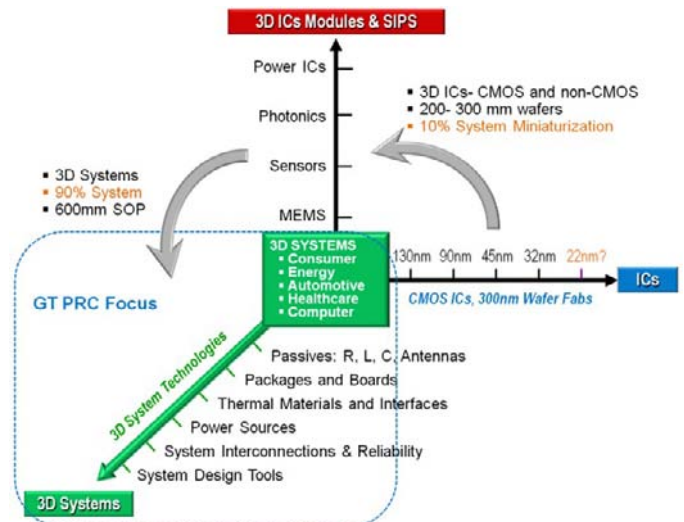 3D ICs Modules & SIPS
Power ICs
Photonics
Sensors
MEMS
▪ 3D ICs- CMOS and non-CMOS
▪ 200- 300 mm wafers
▪ 10% System Miniaturization
▪ 3D Systems
▪ 90% System
▪ 600mm SOP
3D SYSTEMS
▪ Consumer
▪ Energy
▪ Automotive
▪ Healthcare
▪ Computer
130nm 90nm 45nm 32nm 22nm?
ICs
CMOS ICs, 300nm Wafer Fabs
GT PRC Focus
3D System Technologies
Passives: R, L, C, Antennas
Packages and Boards
Thermal Materials and Interfaces
Power Sources
System Interconnections & Reliability
System Design Tools
3D Systems